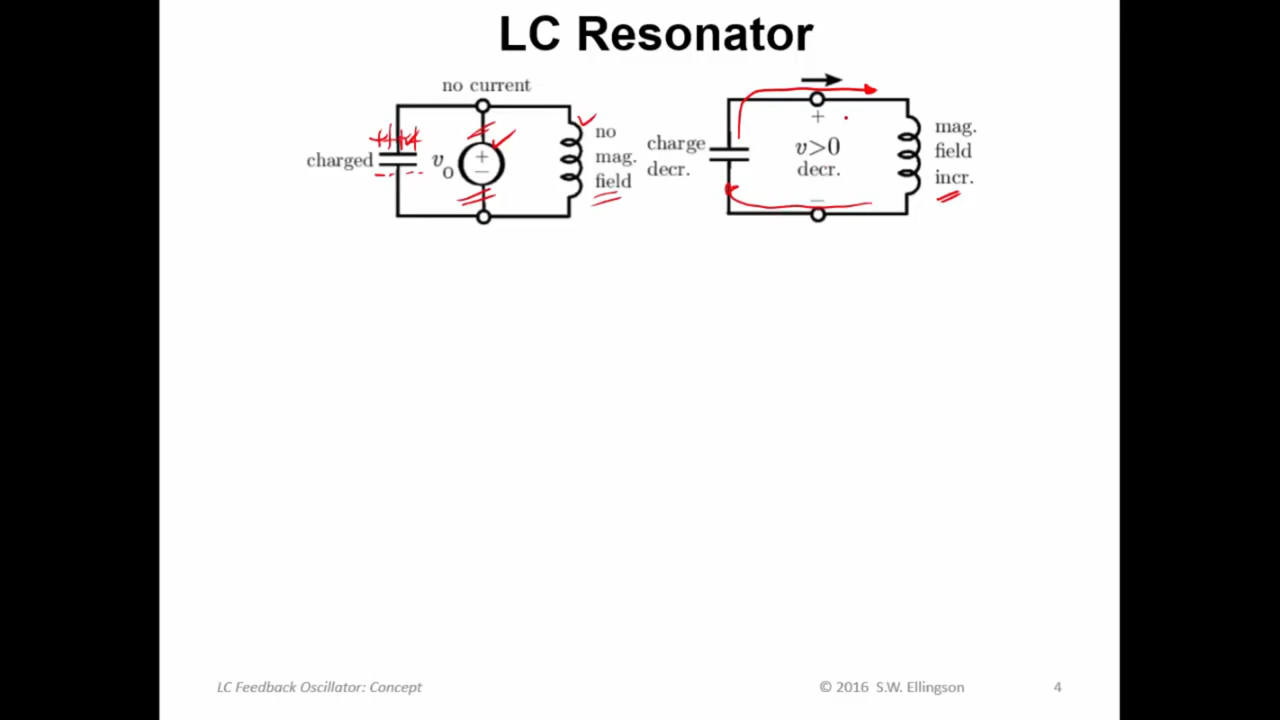 LC Resonator
no current
charged
+
−
v
o
no
mag.
field
charge
decr.
+
v>0
decr.
−
mag.
field
incr.
LC Feedback Oscillator: Concept
© 2016 S.W. Ellingson
4